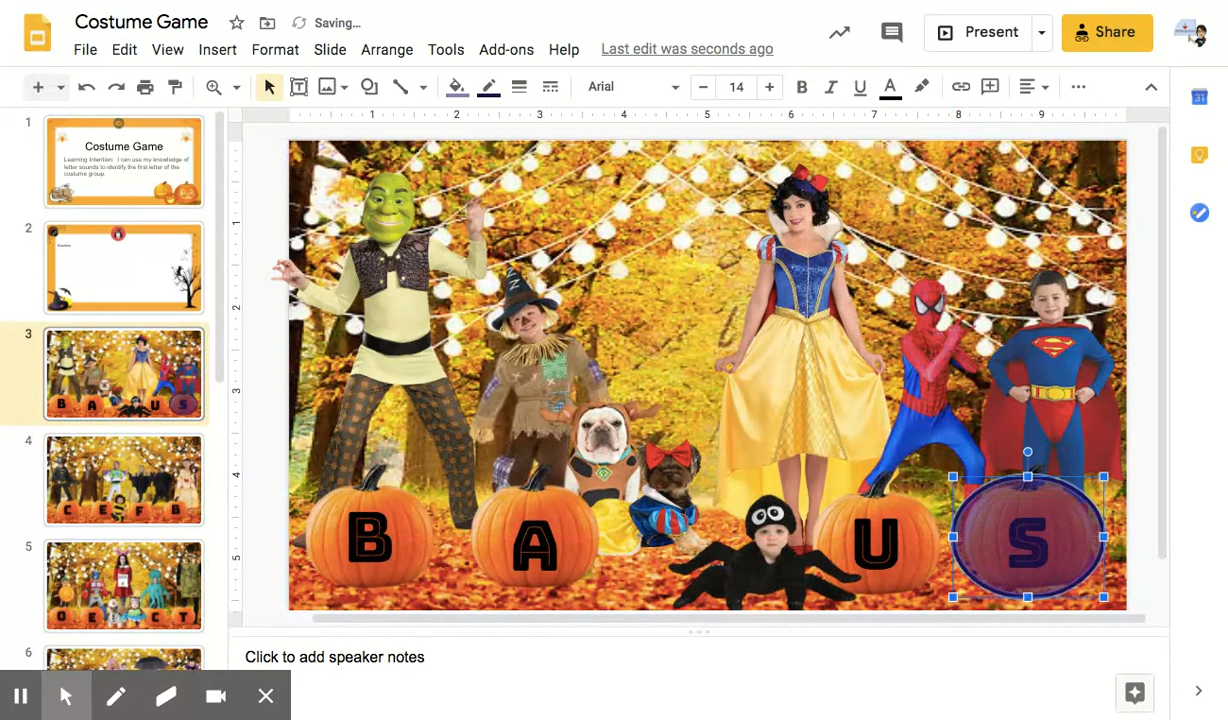 Costume Game
Saving...
File Edit View Insert Format Slide Arrange Tools Add-ons Help
Last edit was seconds ago
Present
Share
Arial
14
B I U A
31
1 2 3 4 5 6 7 8 9
1
2
3
4
5
1
Costume Game
Learning Intention: I can use my knowledge of
letter sounds to identify the first letter of the
costume group.
2
3
B A U S
4
C E F B
5
O E C T
6
Z
S
B A U S
Click to add speaker notes